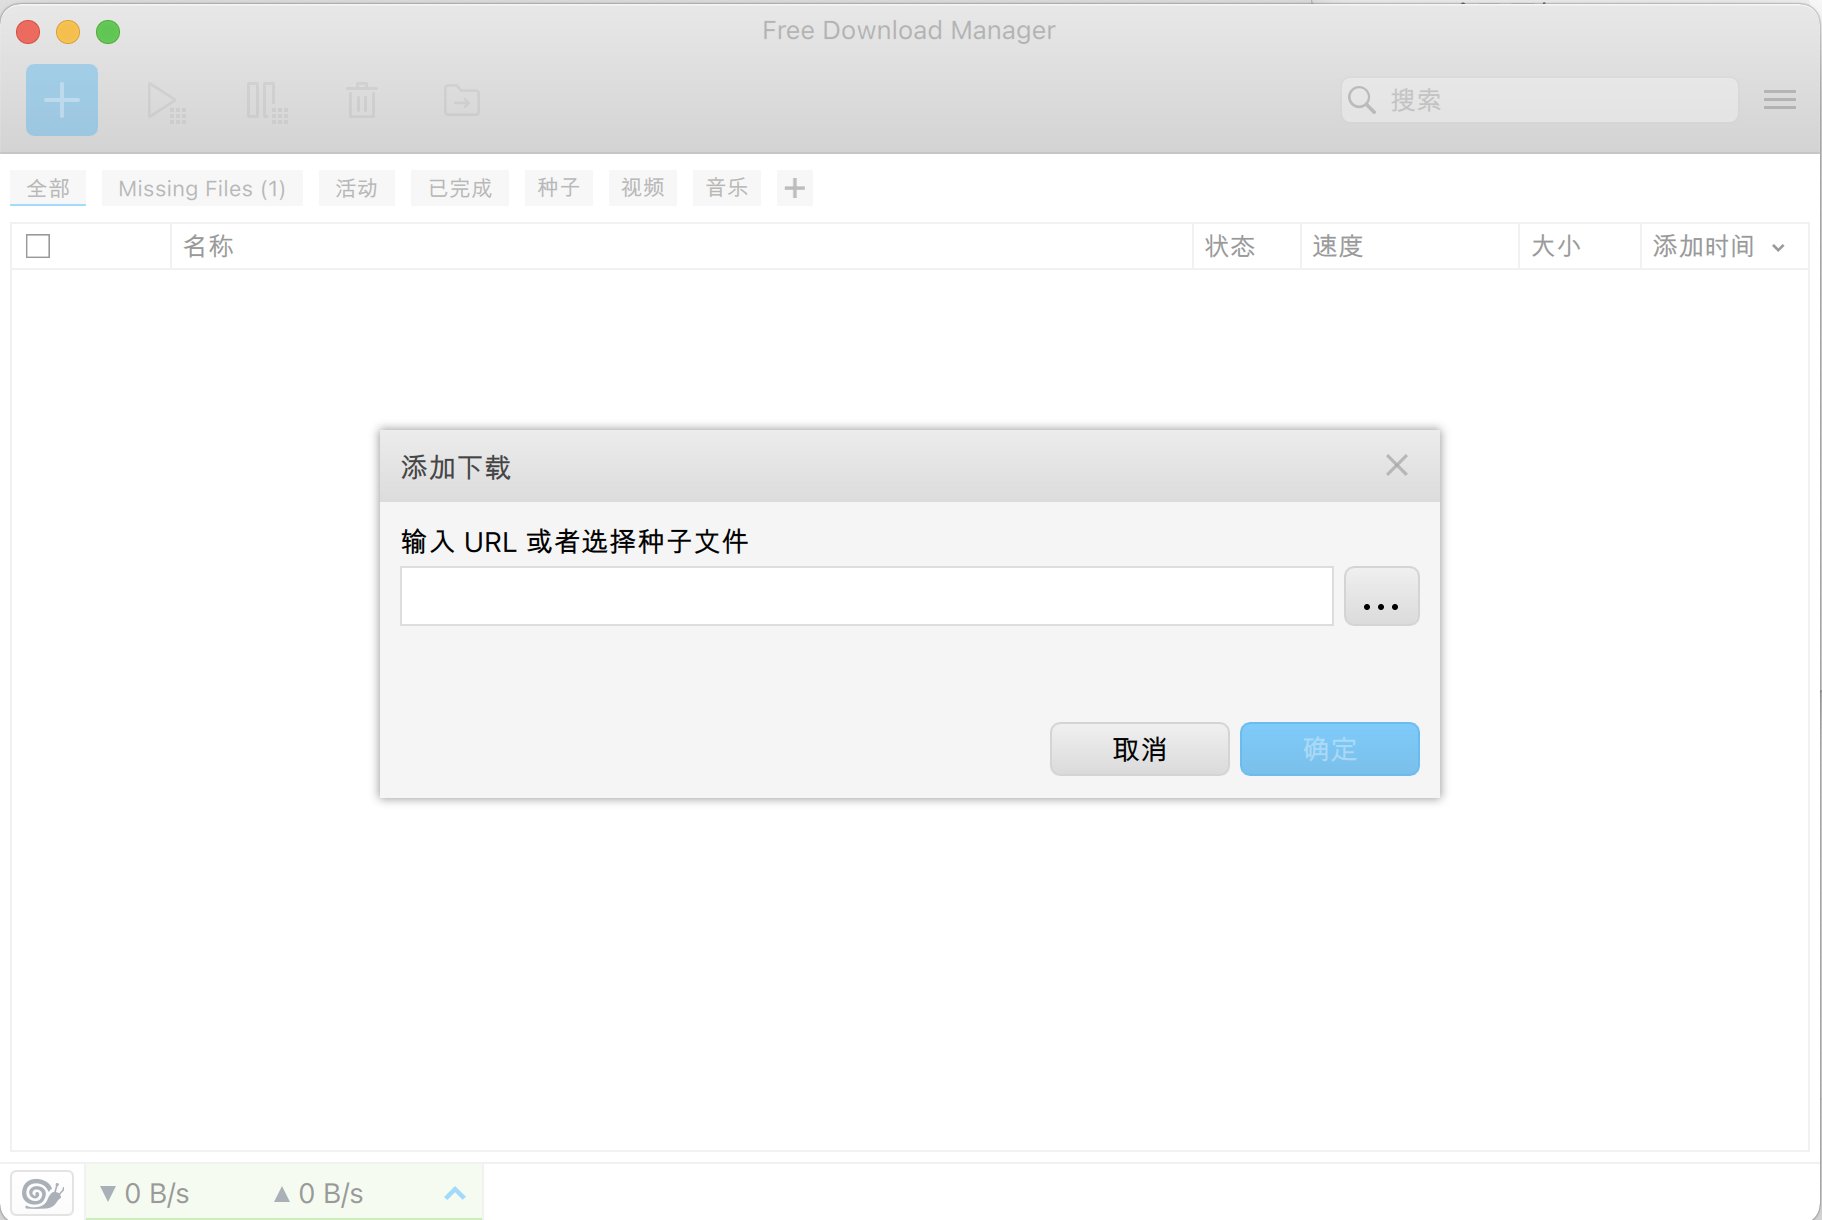 Free Download Manager
搜索
全部 Missing Files (1) 活动 已完成 种子 视频 音乐
名称 状态 速度 大小 添加时间
添加下载
输入 URL 或者选择种子文件
...
取消 确定
▼ 0 B/s ▲ 0 B/s